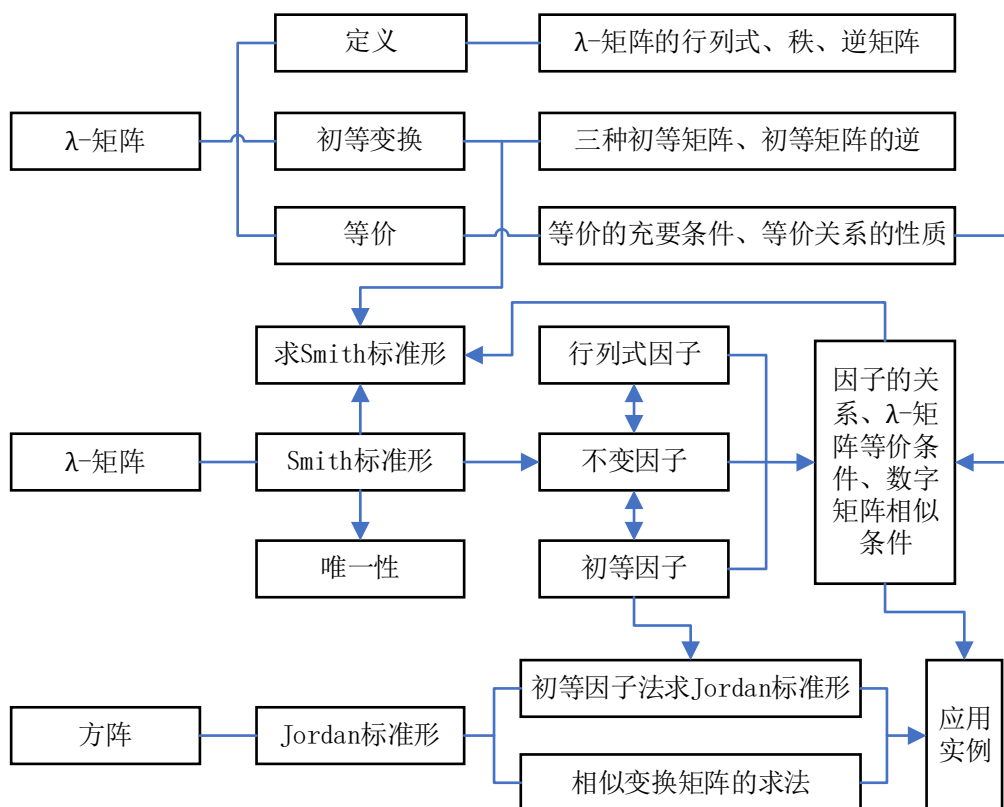 定义
λ-矩阵的行列式、秩、逆矩阵
λ-矩阵
初等变换
三种初等矩阵、初等矩阵的逆
等价
等价的充要条件、等价关系的性质
求Smith标准形
行列式因子
因子的关
系、λ-矩
阵等价条
件、数字
矩阵相似
条件
λ-矩阵
Smith标准形
不变因子
唯一性
初等因子
初等因子法求Jordan标准形
方阵
Jordan标准形
应用
实例
相似变换矩阵的求法